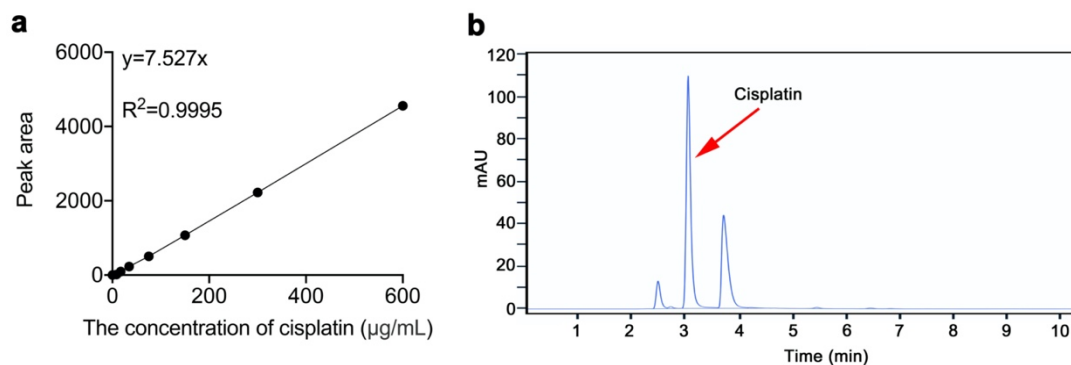 a
y=7.527x
R²=0.9995
6000
4000
2000
0
Peak area
0 200 400 600
The concentration of cisplatin (µg/mL)
b
120
100
80
60
40
20
0
mAU
Cisplatin
1 2 3 4 5 6 7 8 9 10
Time (min)